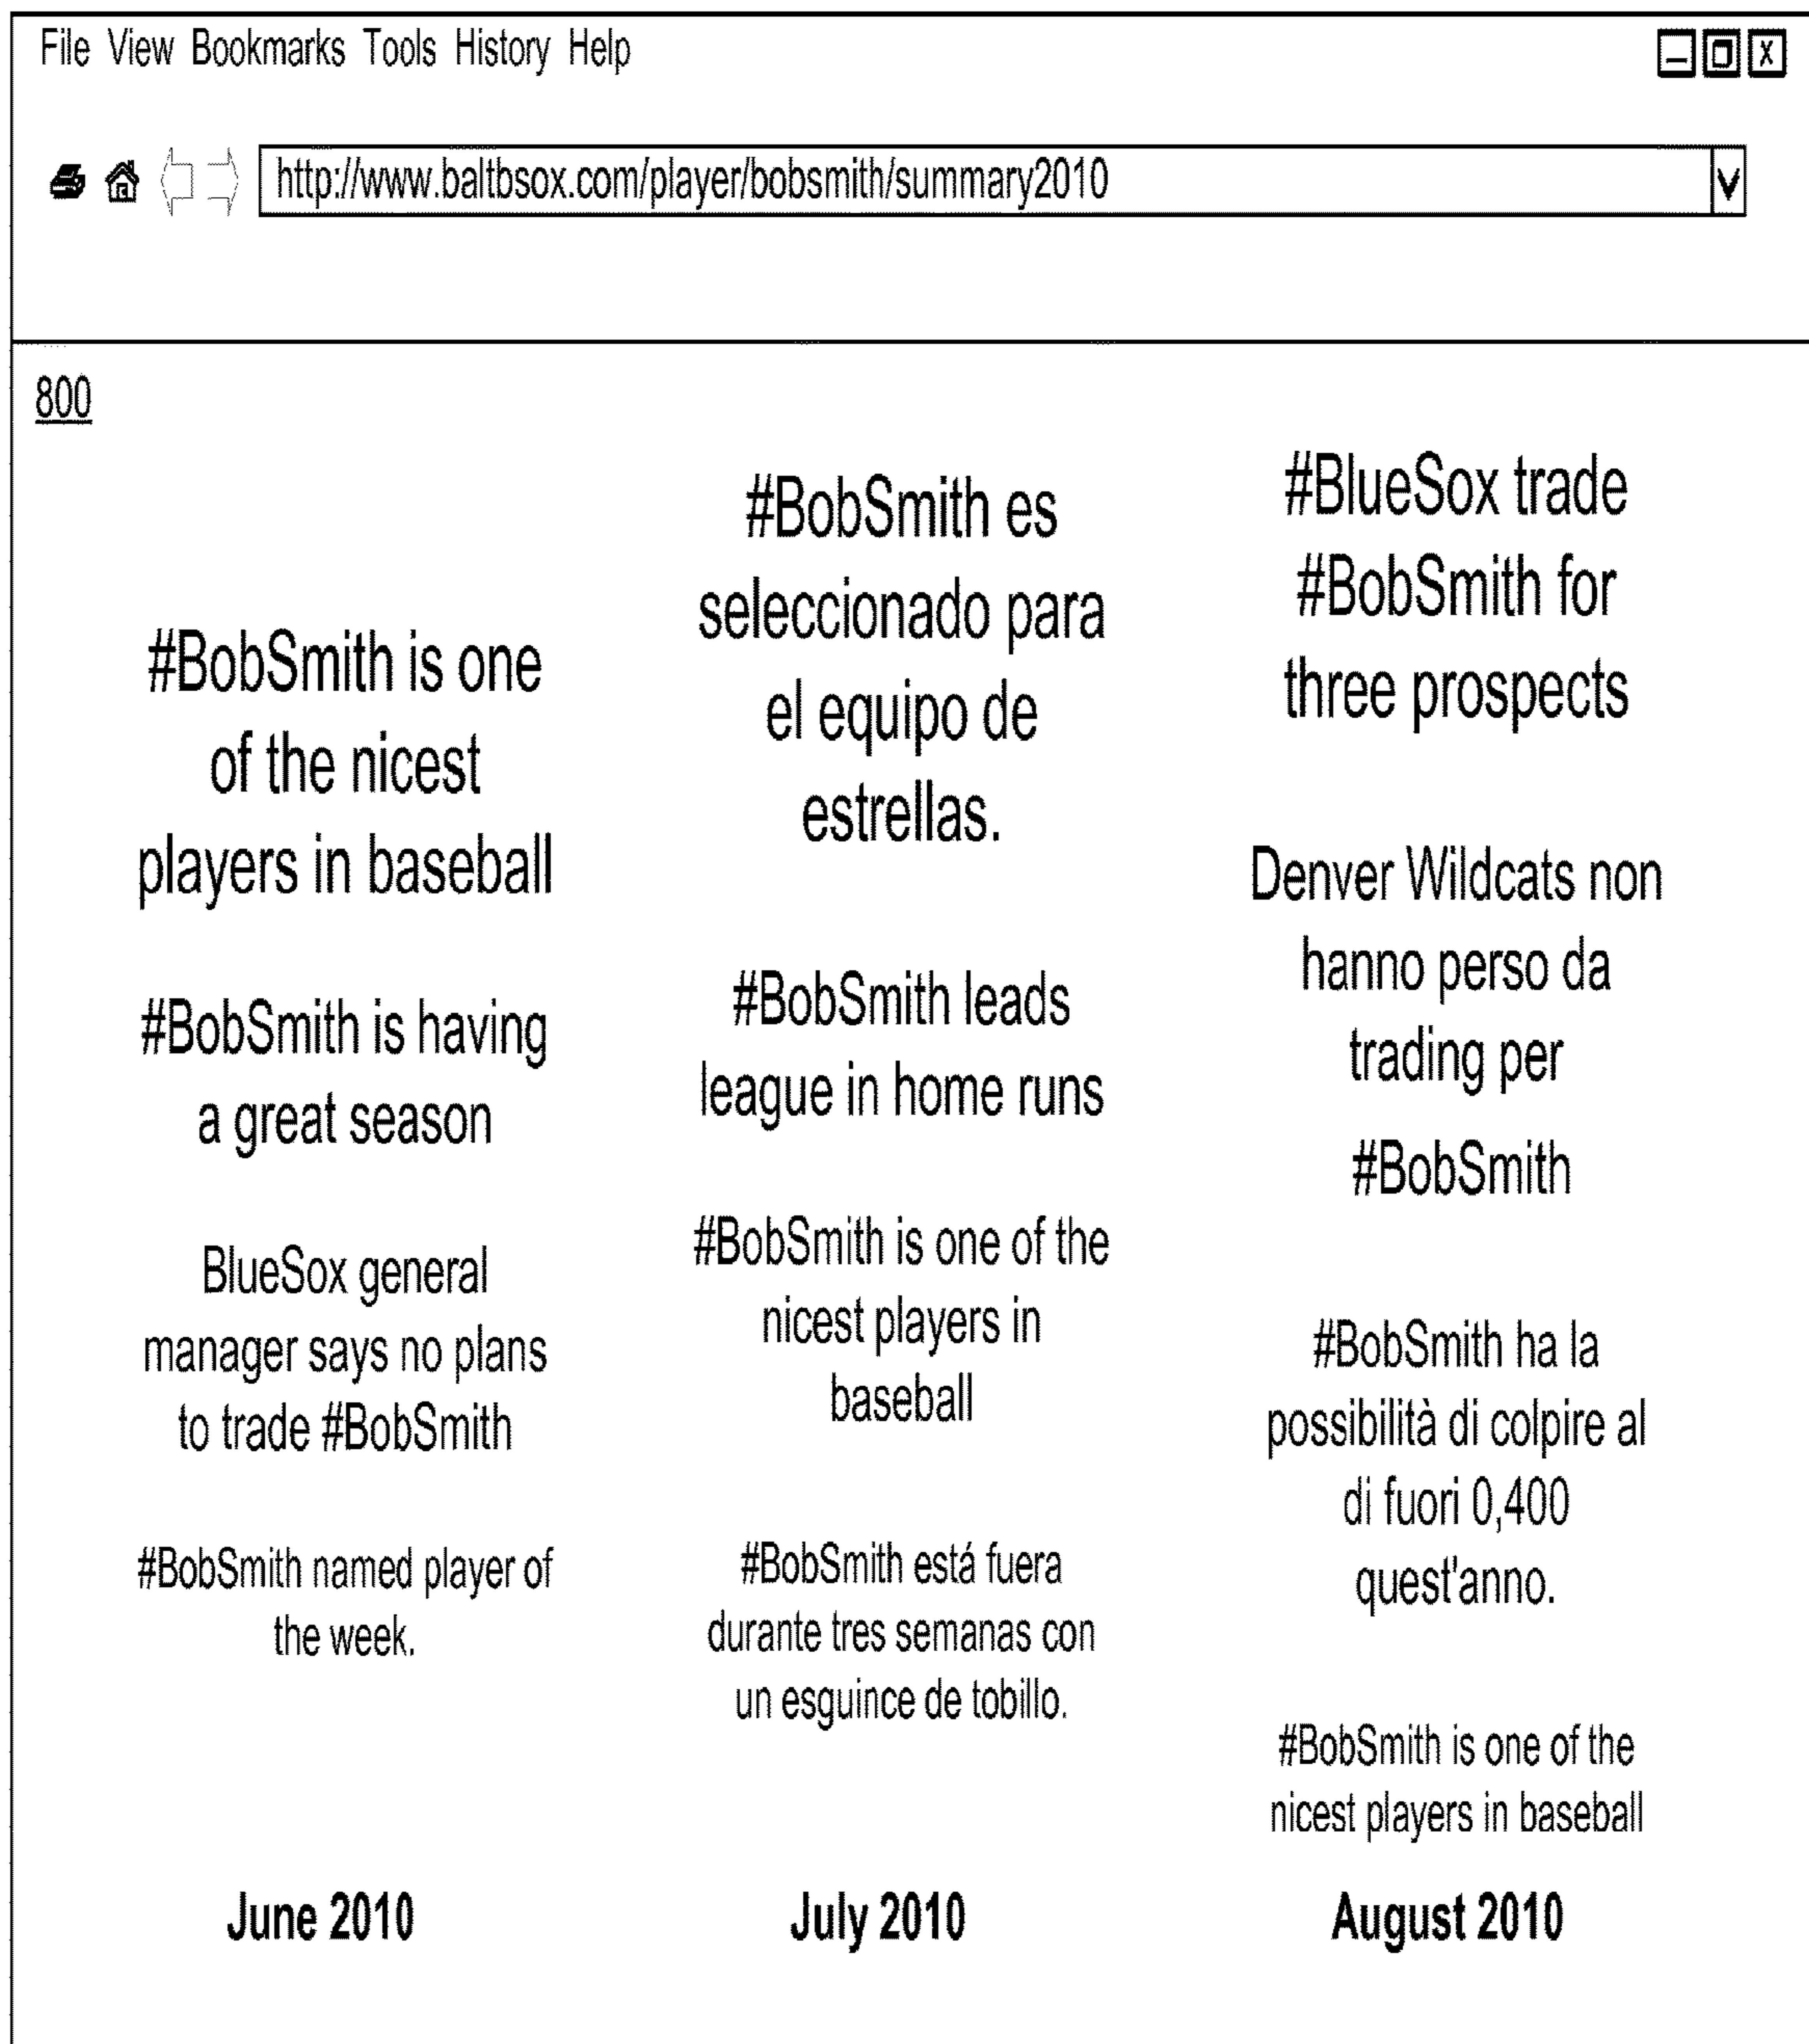 File View Bookmarks Tools History Help
X
http://www.baltbsox.com/player/bobsmith/summary2010
800
#BobSmith is one
of the nicest
players in baseball
#BobSmith is having
a great season
BlueSox general
manager says no plans
to trade #BobSmith
#BobSmith named player of
the week.
June 2010
#BobSmith es
seleccionado para
el equipo de
estrellas.
#BobSmith leads
league in home runs
#BobSmith is one of the
nicest players in
baseball
#BobSmith está fuera
durante tres semanas con
un esguince de tobillo.
July 2010
#BlueSox trade
#BobSmith for
three prospects
Denver Wildcats non
hanno perso da
trading per
#BobSmith
#BobSmith ha la
possibilità di colpire al
di fuori 0,400
quest'anno.
#BobSmith is one of the
nicest players in baseball
August 2010